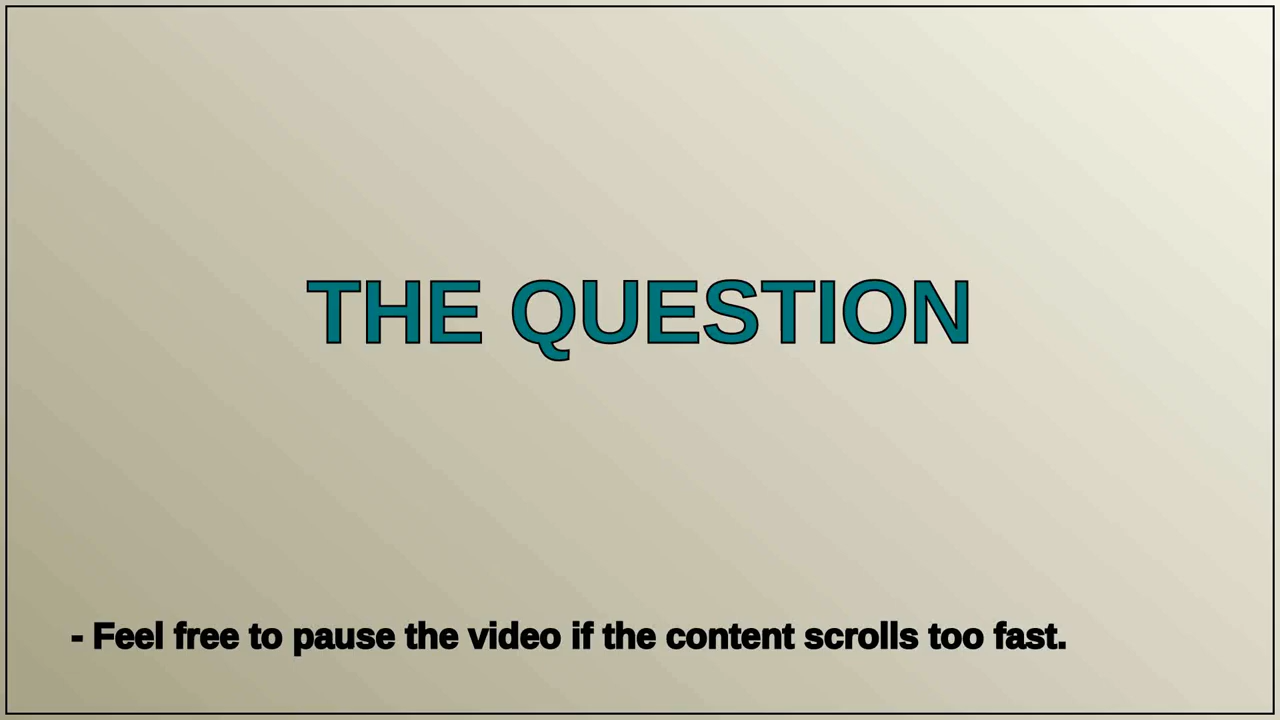 THE QUESTION
- Feel free to pause the video if the content scrolls too fast.